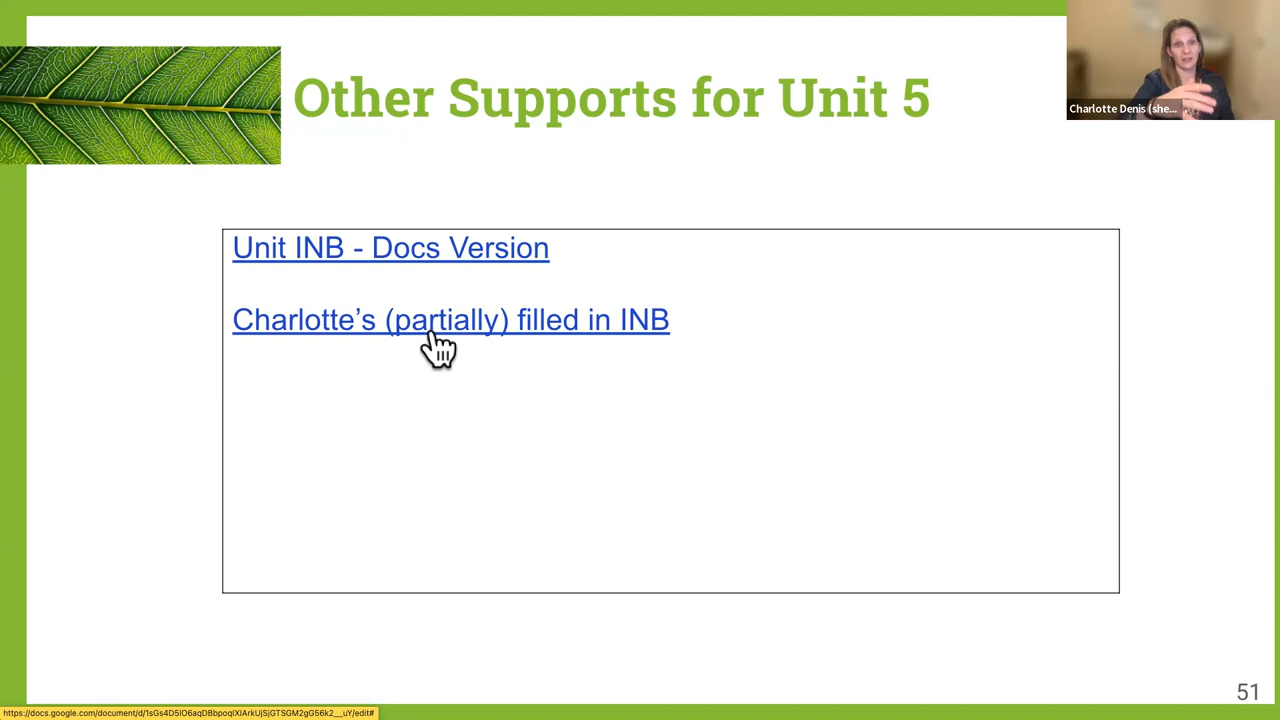 Other Supports for Unit 5
Charlotte Denis (she...
Unit INB - Docs Version
Charlotte's (partially) filled in INB
51